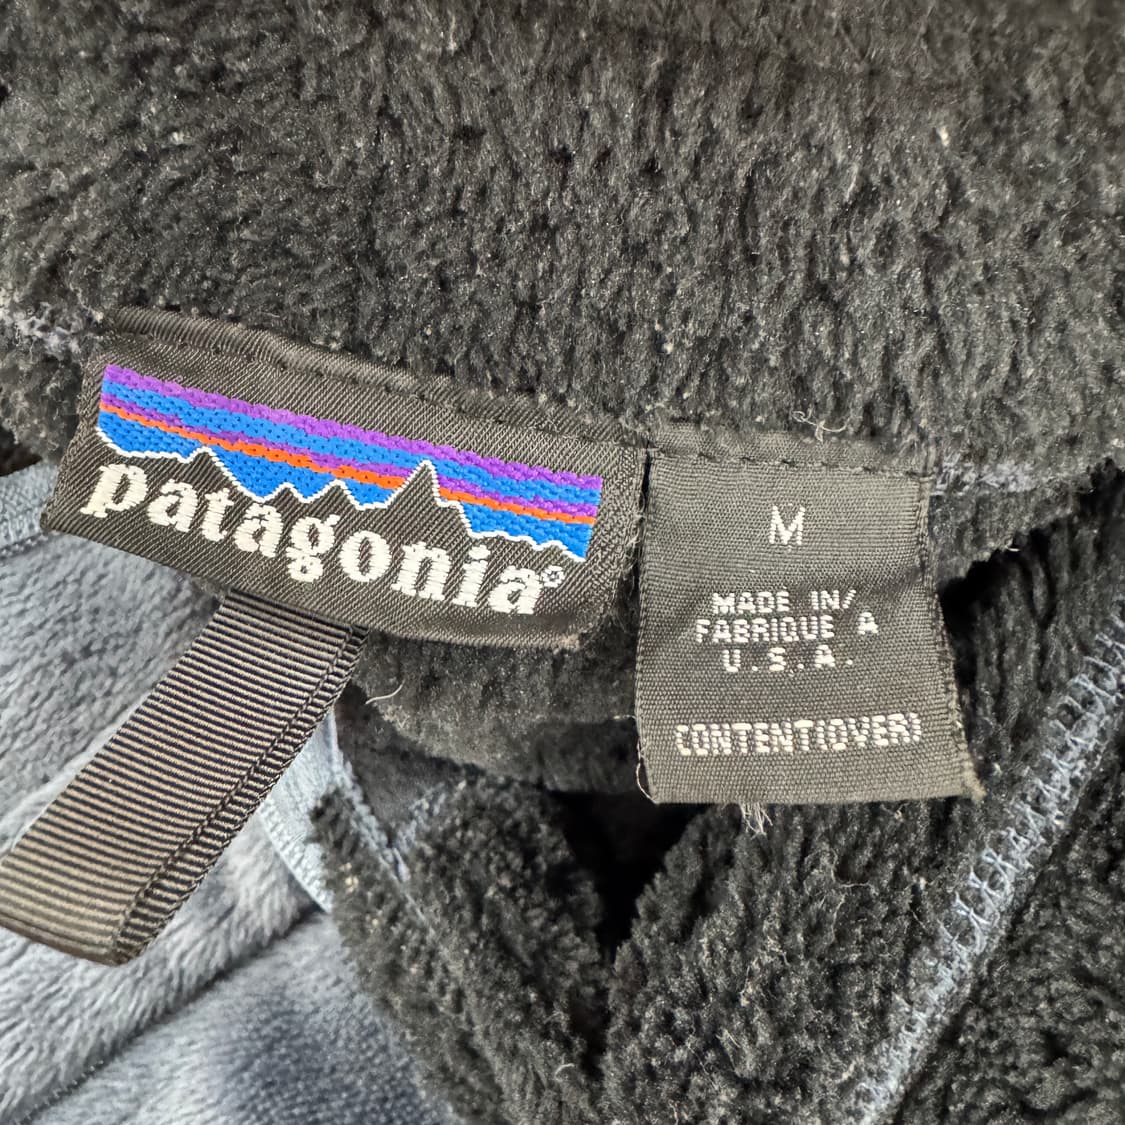 patagonia®
M
MADE IN/
FABRIQUE A
U.S.A.
CONTENT(OVER)